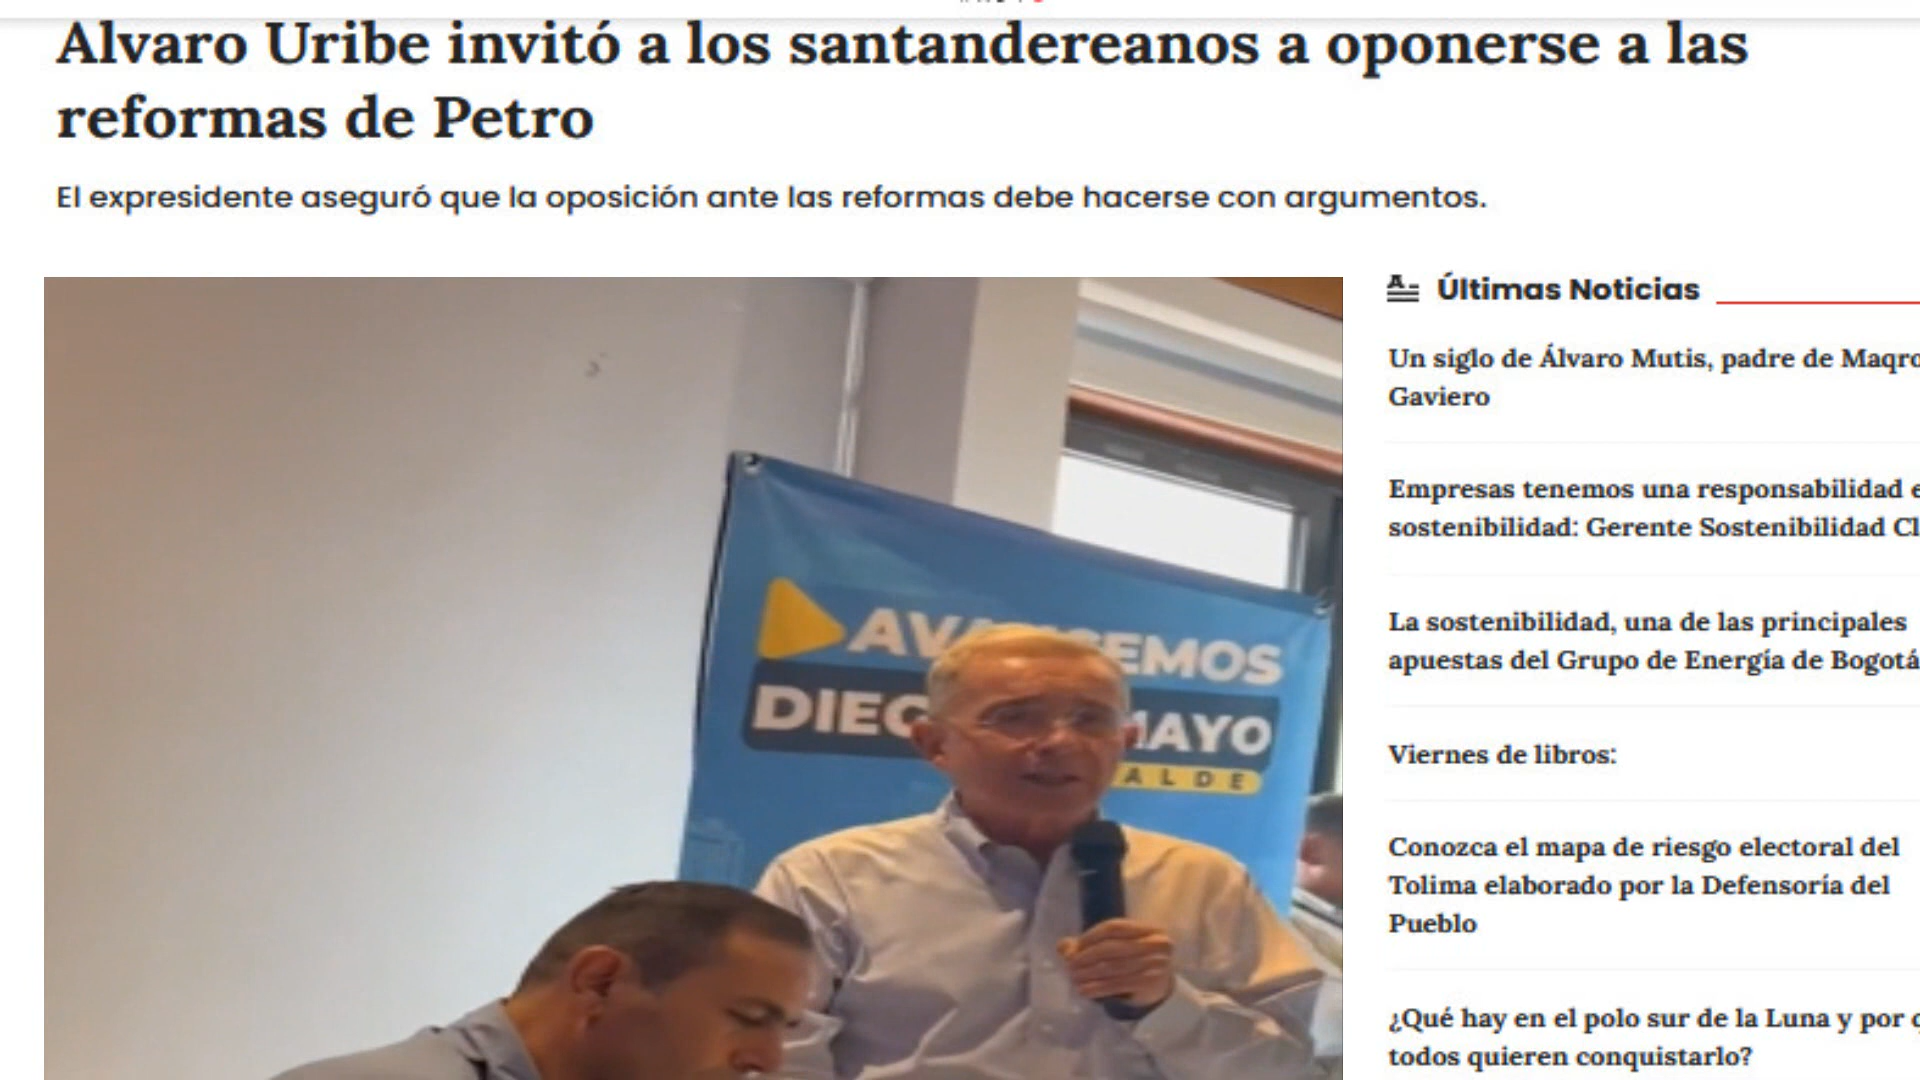 Alvaro Uribe invitó a los santandereanos a oponerse a las
reformas de Petro
El expresidente aseguró que la oposición ante las reformas debe hacerse con argumentos.
MAYO
ALDE
Últimas Noticias
Un siglo de Álvaro Mutis, padre de Maqro
Gaviero
Empresas tenemos una responsabilidad e
sostenibilidad: Gerente Sostenibilidad Cl
La sostenibilidad, una de las principales
apuestas del Grupo de Energía de Bogotá
Viernes de libros:
Conozca el mapa de riesgo electoral del
Tolima elaborado por la Defensoría del
Pueblo
¿Qué hay en el polo sur de la Luna y por q
todos quieren conquistarlo?